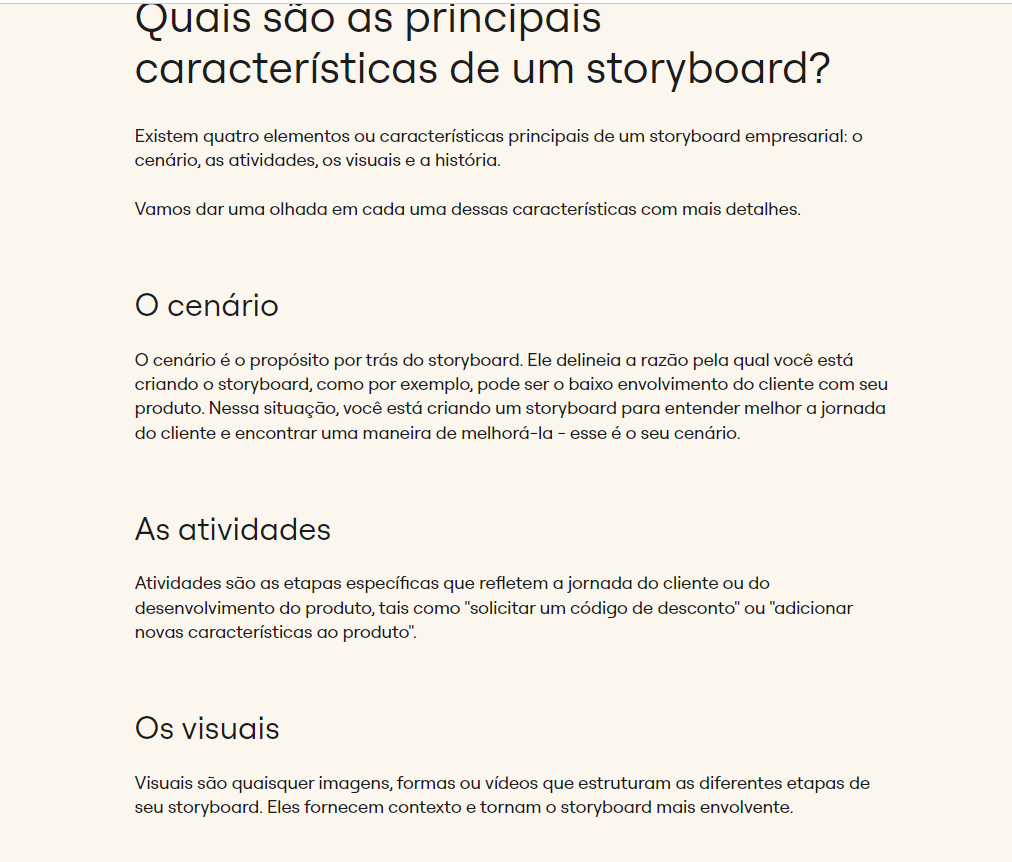 Quais são as principais
características de um storyboard?
Existem quatro elementos ou características principais de um storyboard empresarial: o
cenário, as atividades, os visuais e a história.
Vamos dar uma olhada em cada uma dessas características com mais detalhes.
O cenário
O cenário é o propósito por trás do storyboard. Ele delineia a razão pela qual você está
criando o storyboard, como por exemplo, pode ser o baixo envolvimento do cliente com seu
produto. Nessa situação, você está criando um storyboard para entender melhor a jornada
do cliente e encontrar uma maneira de melhorá-la - esse é o seu cenário.
As atividades
Atividades são as etapas específicas que refletem a jornada do cliente ou do
desenvolvimento do produto, tais como "solicitar um código de desconto" ou "adicionar
novas características ao produto".
Os visuais
Visuais são quaisquer imagens, formas ou vídeos que estruturam as diferentes etapas de
seu storyboard. Eles fornecem contexto e tornam o storyboard mais envolvente.